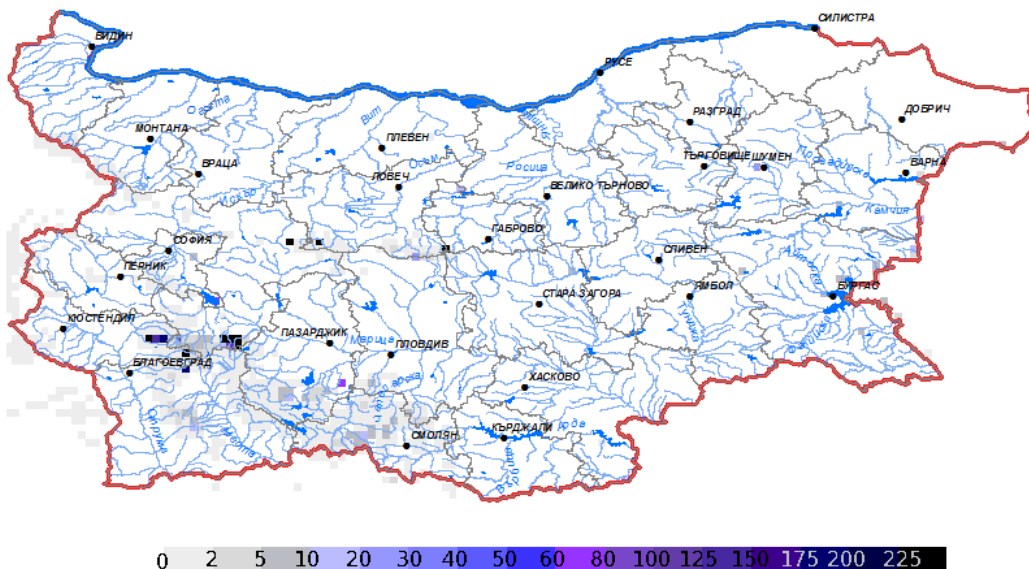 СИЛИСТРА
ВИДИН
РУСЕ
Огоста
Вит
РАЗГРАД
ДОБРИЧ
МОНТАНА
ПЛЕВЕН
Осъм
Росица
ТЪРГОВИЩЕ
ШУМЕН
ВАРНА
ВРАЦА
ЛОВЕЧ
Искър
ВЕЛИКО ТЪРНОВО
Камчия
СОФИЯ
ГАБРОВО
СЛИВЕН
ПЕРНИК
БУРГАС
ЯМБОЛ
СТАРА ЗАГОРА
КЮСТЕНДИЛ
ПАЗАРДЖИК
Марица
ПЛОВДИВ
Тунджа
БЛАГОЕВГРАД
ХАСКОВО
Струма
Места
СМОЛЯН
КЪРДЖАЛИ
0 2 5 10 20 30 40 50 60 80 100 125 150 175 200 225